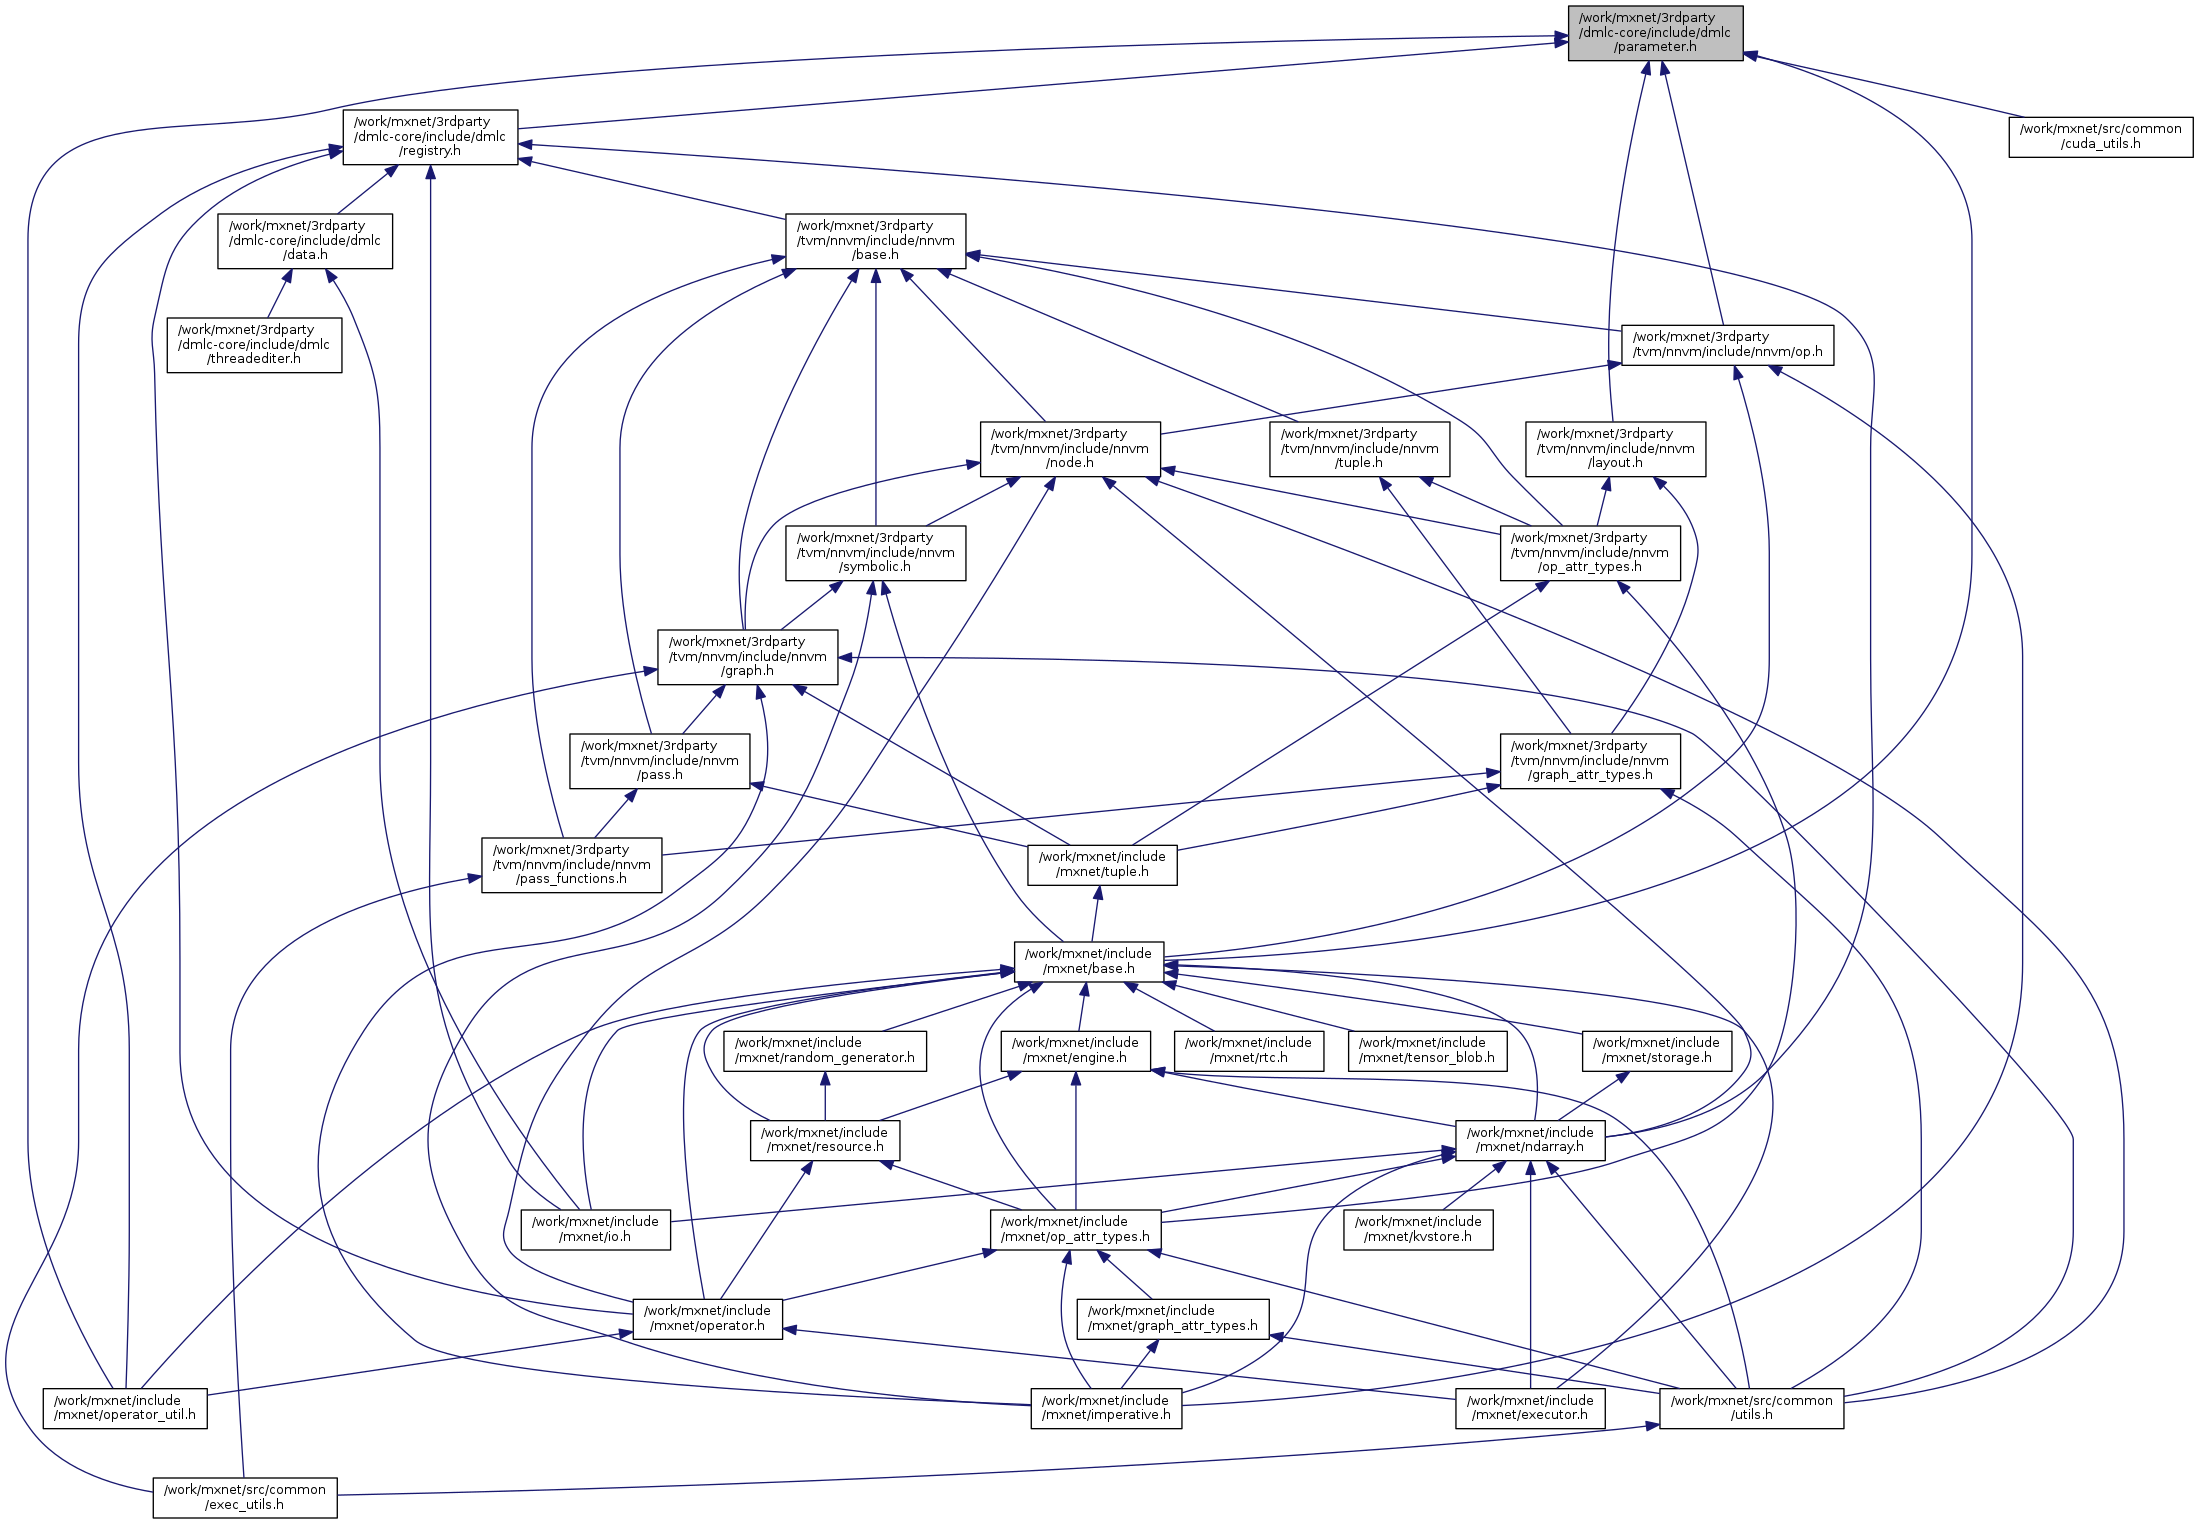 /work/mxnet/3rdparty
/dmlc-core/include/dmlc
/parameter.h
/work/mxnet/3rdparty
/dmlc-core/include/dmlc
/registry.h
/work/mxnet/src/common
/cuda_utils.h
/work/mxnet/3rdparty
/dmlc-core/include/dmlc
/data.h
/work/mxnet/3rdparty
/tvm/nnvm/include/nnvm
/base.h
/work/mxnet/3rdparty
/dmlc-core/include/dmlc
/threadediter.h
/work/mxnet/3rdparty
/tvm/nnvm/include/nnvm/op.h
/work/mxnet/3rdparty
/tvm/nnvm/include/nnvm
/node.h
/work/mxnet/3rdparty
/tvm/nnvm/include/nnvm
/tuple.h
/work/mxnet/3rdparty
/tvm/nnvm/include/nnvm
/layout.h
/work/mxnet/3rdparty
/tvm/nnvm/include/nnvm
/symbolic.h
/work/mxnet/3rdparty
/tvm/nnvm/include/nnvm
/op_attr_types.h
/work/mxnet/3rdparty
/tvm/nnvm/include/nnvm
/graph.h
/work/mxnet/3rdparty
/tvm/nnvm/include/nnvm
/pass.h
/work/mxnet/3rdparty
/tvm/nnvm/include/nnvm
/graph_attr_types.h
/work/mxnet/3rdparty
/tvm/nnvm/include/nnvm
/pass_functions.h
/work/mxnet/include
/mxnet/tuple.h
/work/mxnet/include
/mxnet/base.h
/work/mxnet/include
/mxnet/random_generator.h
/work/mxnet/include
/mxnet/engine.h
/work/mxnet/include
/mxnet/rtc.h
/work/mxnet/include
/mxnet/tensor_blob.h
/work/mxnet/include
/mxnet/storage.h
/work/mxnet/include
/mxnet/resource.h
/work/mxnet/include
/mxnet/ndarray.h
/work/mxnet/include
/mxnet/io.h
/work/mxnet/include
/mxnet/op_attr_types.h
/work/mxnet/include
/mxnet/kvstore.h
/work/mxnet/include
/mxnet/operator.h
/work/mxnet/include
/mxnet/graph_attr_types.h
/work/mxnet/include
/mxnet/operator_util.h
/work/mxnet/include
/mxnet/imperative.h
/work/mxnet/include
/mxnet/executor.h
/work/mxnet/src/common
/utils.h
/work/mxnet/src/common
/exec_utils.h